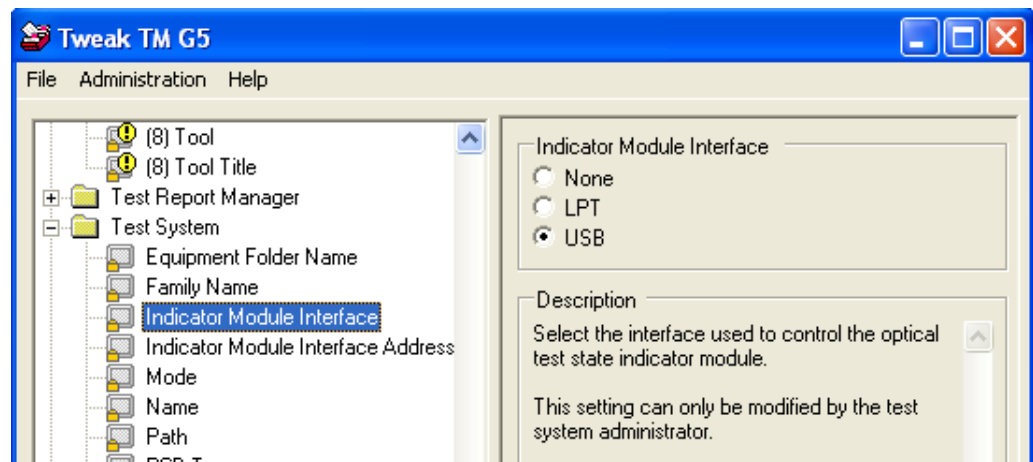 Tweak TM G5
File Administration Help
(8) Tool
(8) Tool Title
Test Report Manager
Test System
Equipment Folder Name
Family Name
Indicator Module Interface
Indicator Module Interface Address
Mode
Name
Path
Indicator Module Interface
None
LPT
USB
Description
Select the interface used to control the optical
test state indicator module.
This setting can only be modified by the test
system administrator.